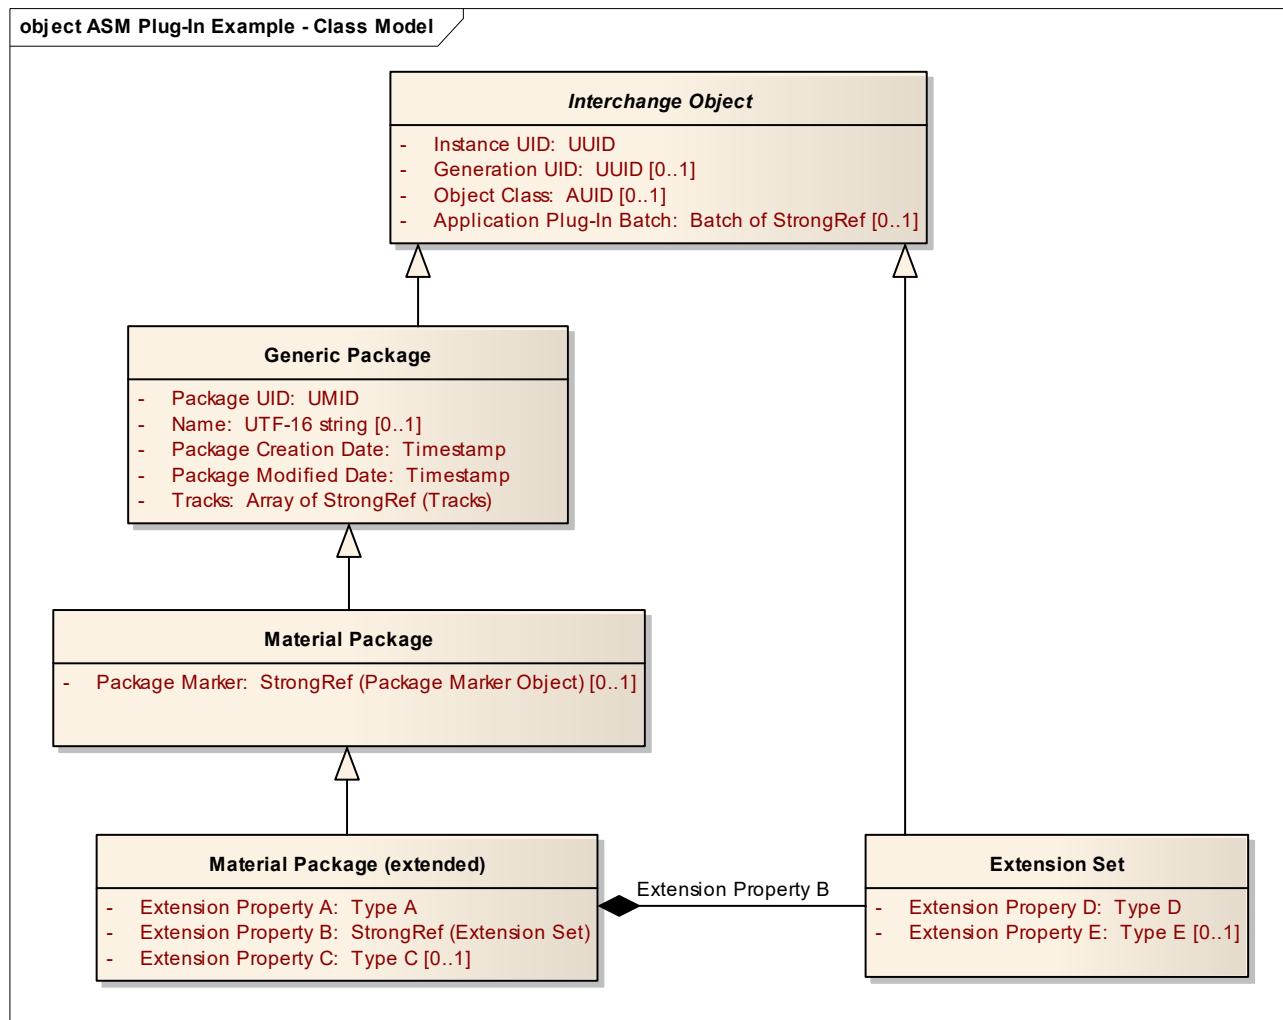 object ASM Plug-In Example - Class Model
Interchange Object
- Instance UID: UUID
- Generation UID: UUID [0..1]
- Object Class: AUID [0..1]
- Application Plug-In Batch: Batch of StrongRef [0..1]
Generic Package
- Package UID: UMID
- Name: UTF-16 string [0..1]
- Package Creation Date: Timestamp
- Package Modified Date: Timestamp
- Tracks: Array of StrongRef (Tracks)
Material Package
- Package Marker: StrongRef (Package Marker Object) [0..1]
Material Package (extended)
- Extension Property A: Type A
- Extension Property B: StrongRef (Extension Set)
- Extension Property C: Type C [0..1]
Extension Property B
Extension Set
- Extension Propery D: Type D
- Extension Property E: Type E [0..1]